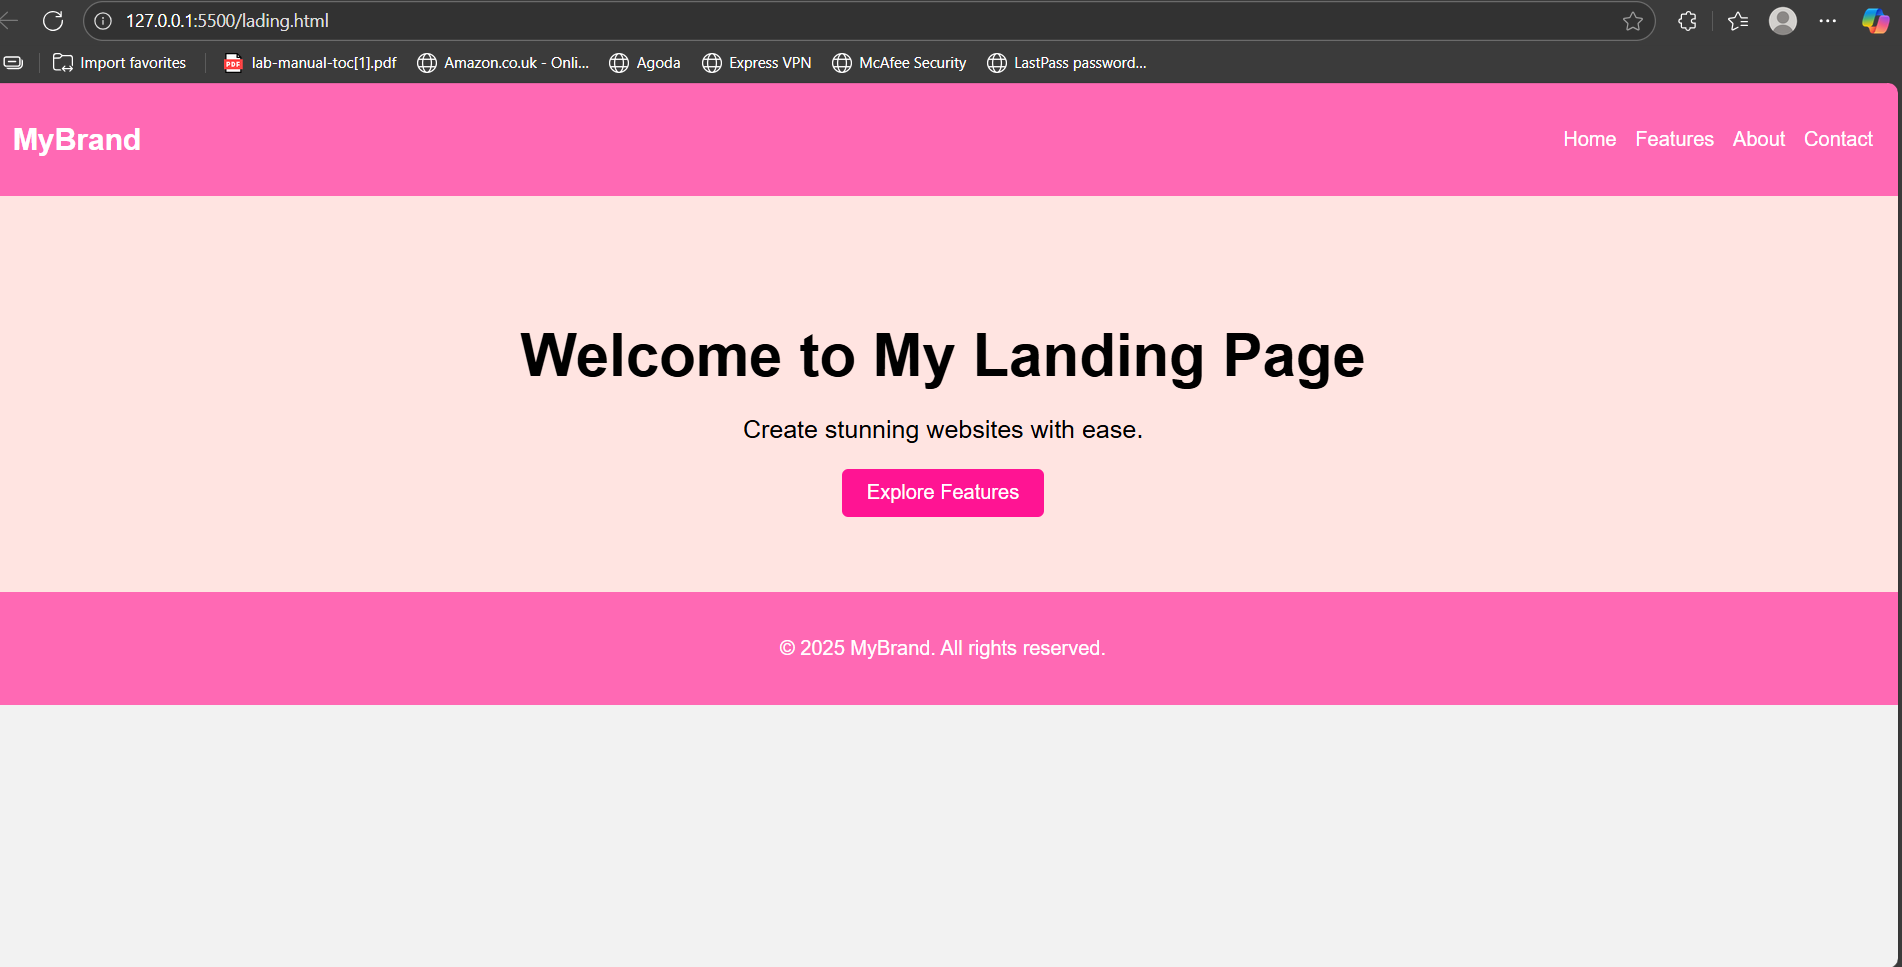 127.0.0.1:5500/lading.html
Import favorites lab-manual-toc[1].pdf Amazon.co.uk - Onli... Agoda Express VPN McAfee Security LastPass password...
MyBrand Home Features About Contact
Welcome to My Landing Page
Create stunning websites with ease.
Explore Features
© 2025 MyBrand. All rights reserved.